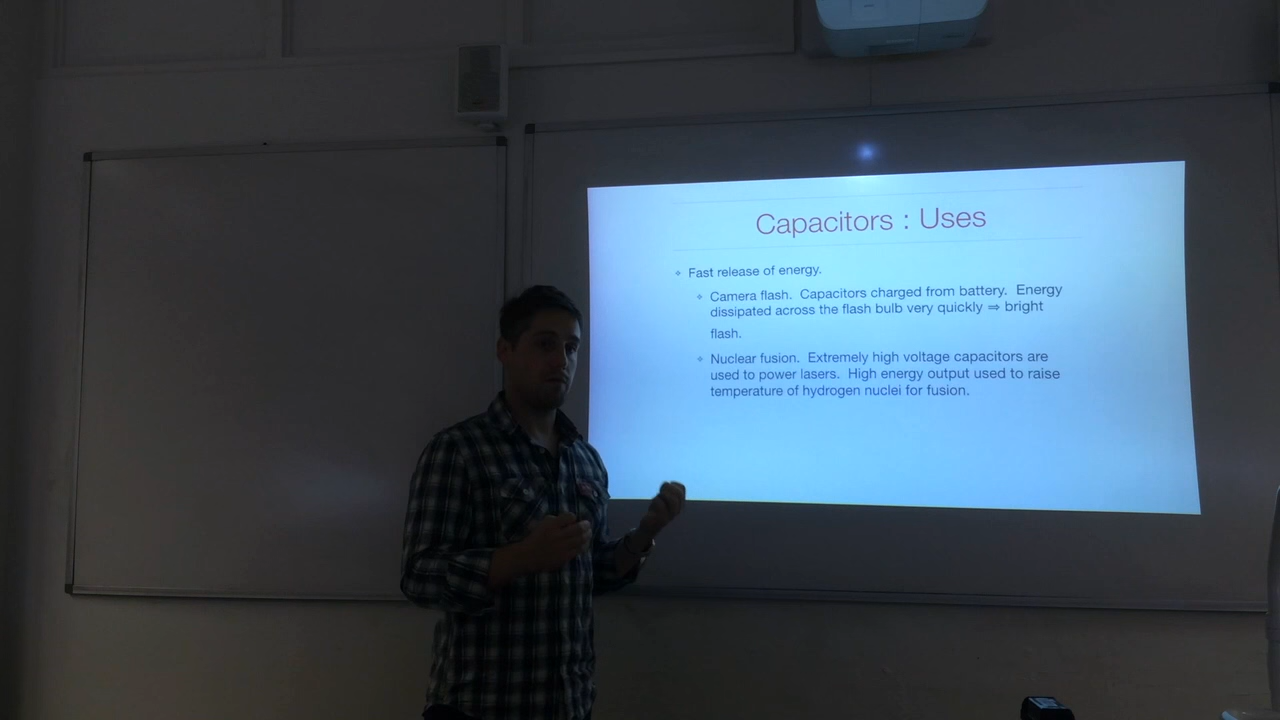 Capacitors : Uses
Fast release of energy.
Camera flash. Capacitors charged from battery. Energy
dissipated across the flash bulb very quickly ⇒ bright
flash.
Nuclear fusion. Extremely high voltage capacitors are
used to power lasers. High energy output used to raise
temperature of hydrogen nuclei for fusion.